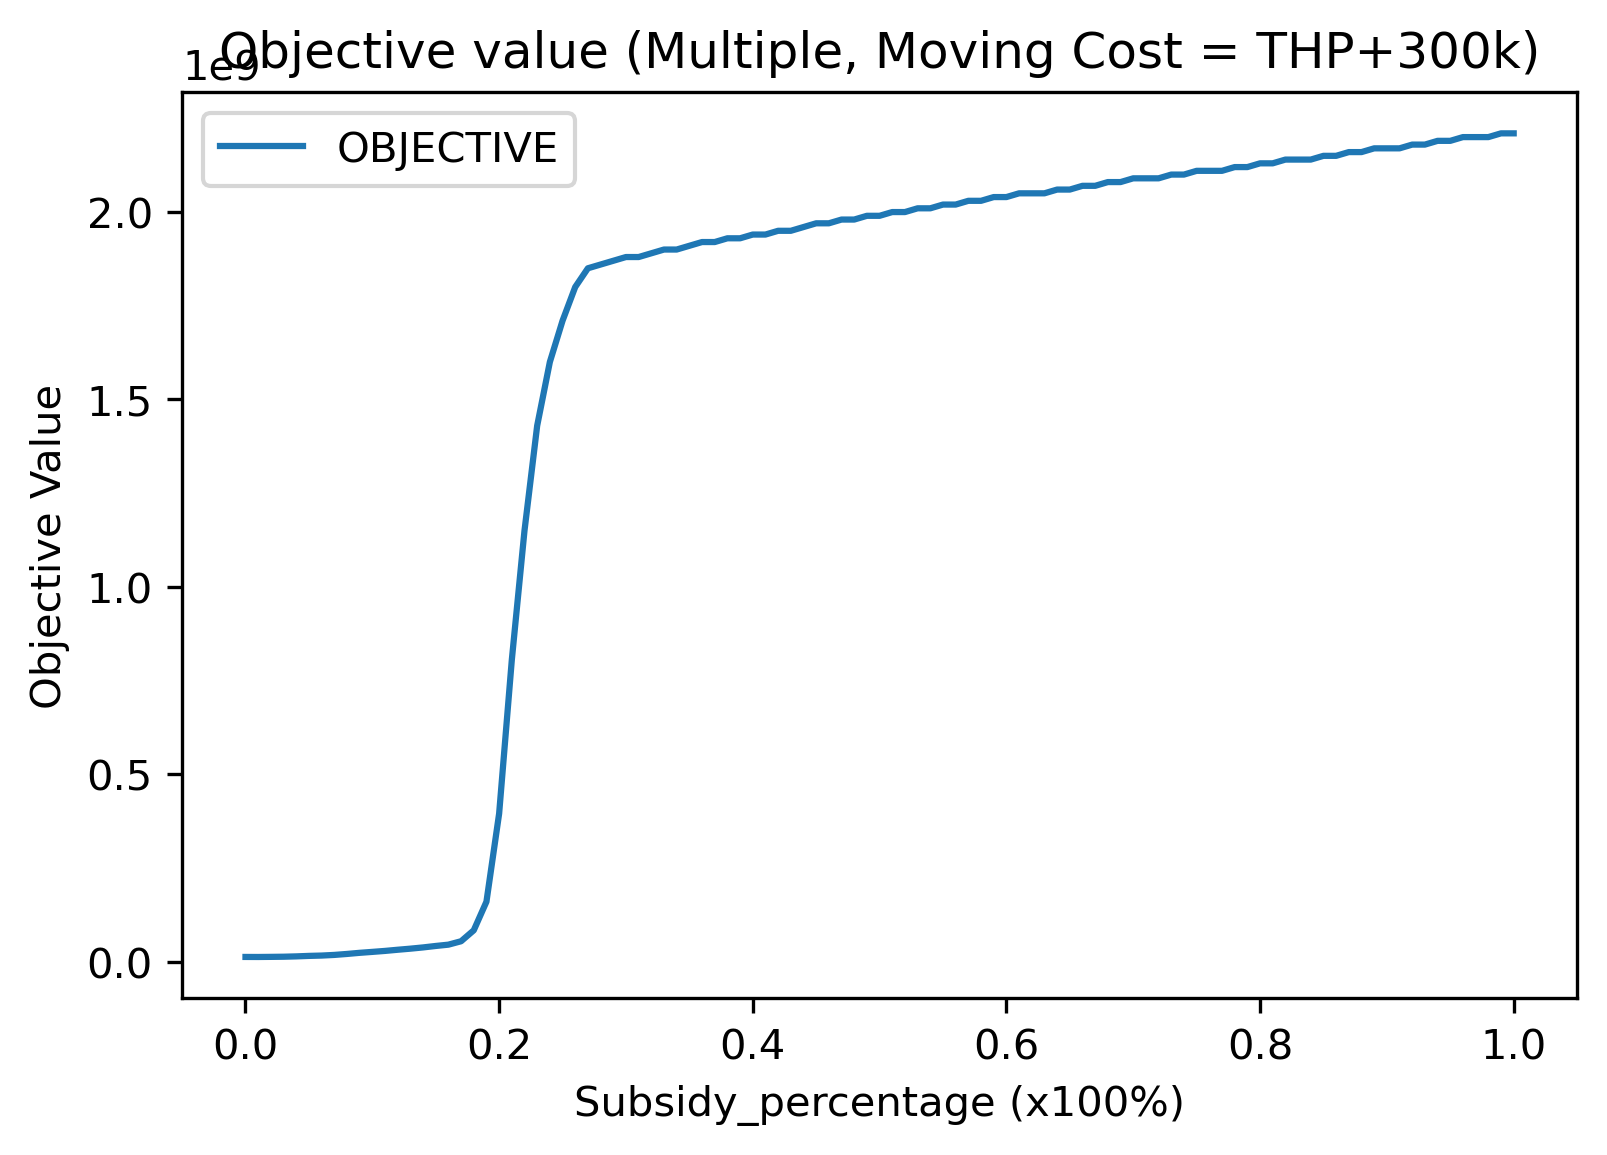 Objective value (Multiple, Moving Cost = THP+300k)
1e9
OBJECTIVE
2.0
1.5
1.0
0.5
0.0
Objective Value
0.0 0.2 0.4 0.6 0.8 1.0
Subsidy_percentage (x100%)